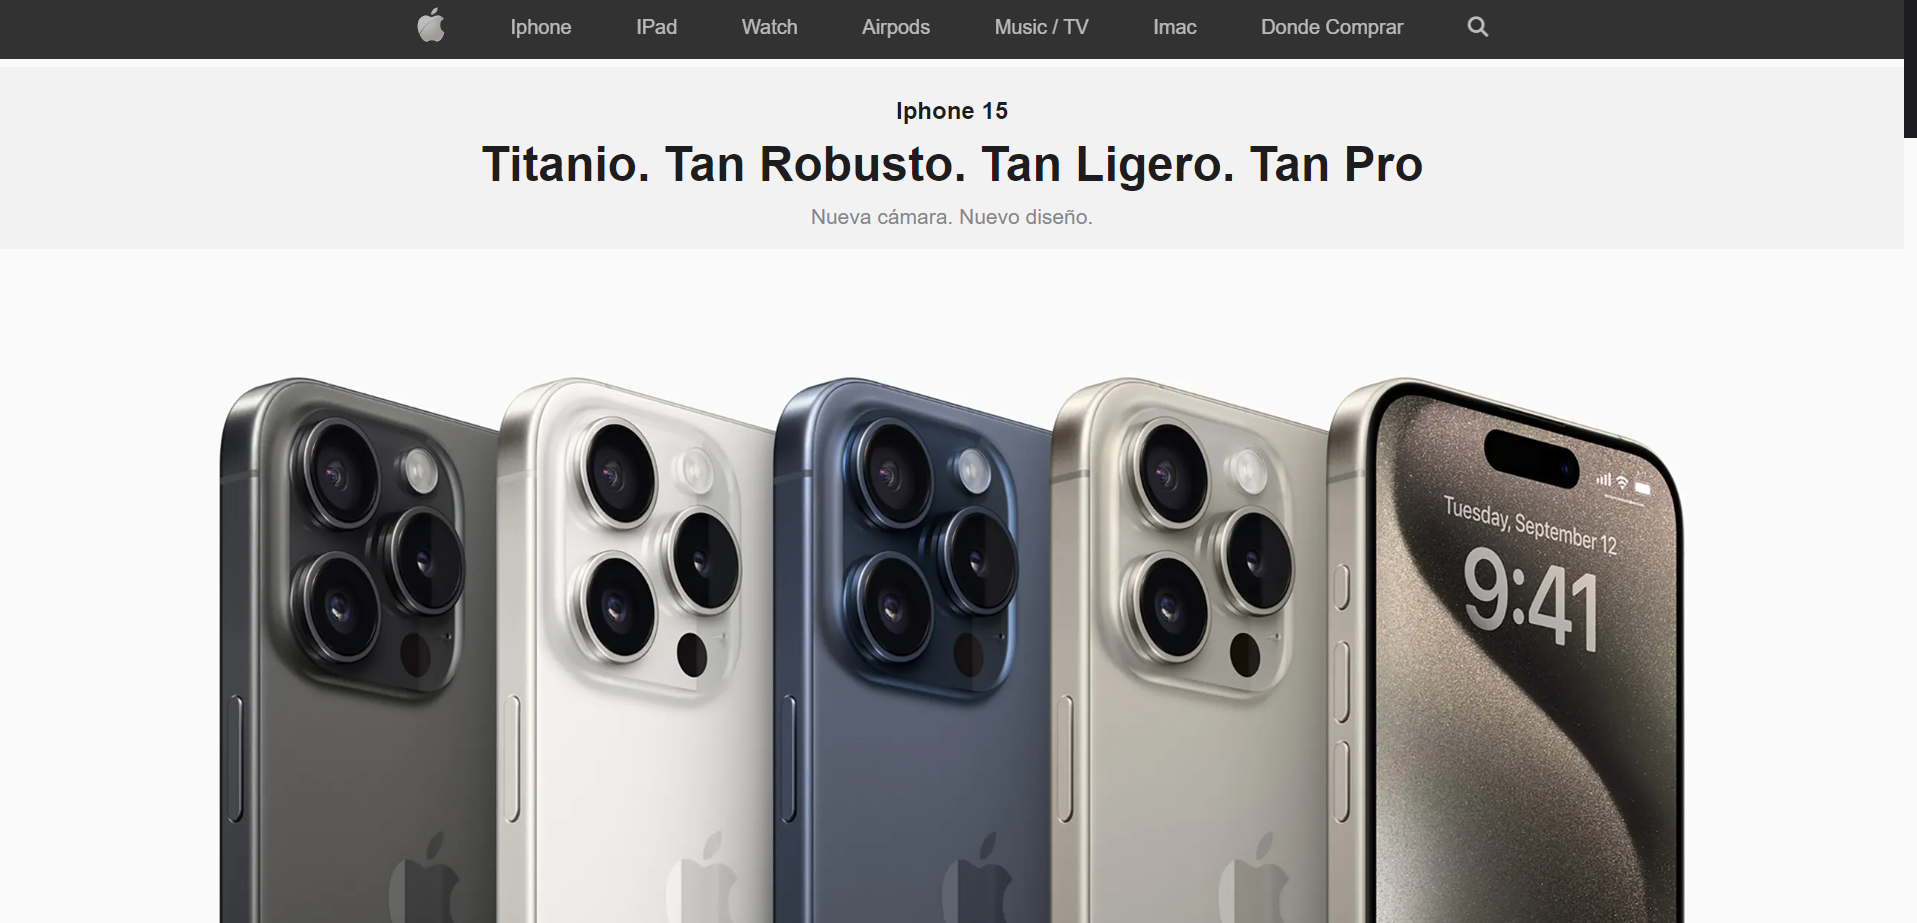 Iphone IPad Watch Airpods Music / TV Imac Donde Comprar
Iphone 15
Titanio. Tan Robusto. Tan Ligero. Tan Pro
Nueva cámara. Nuevo diseño.
Tuesday, September 12
9:41